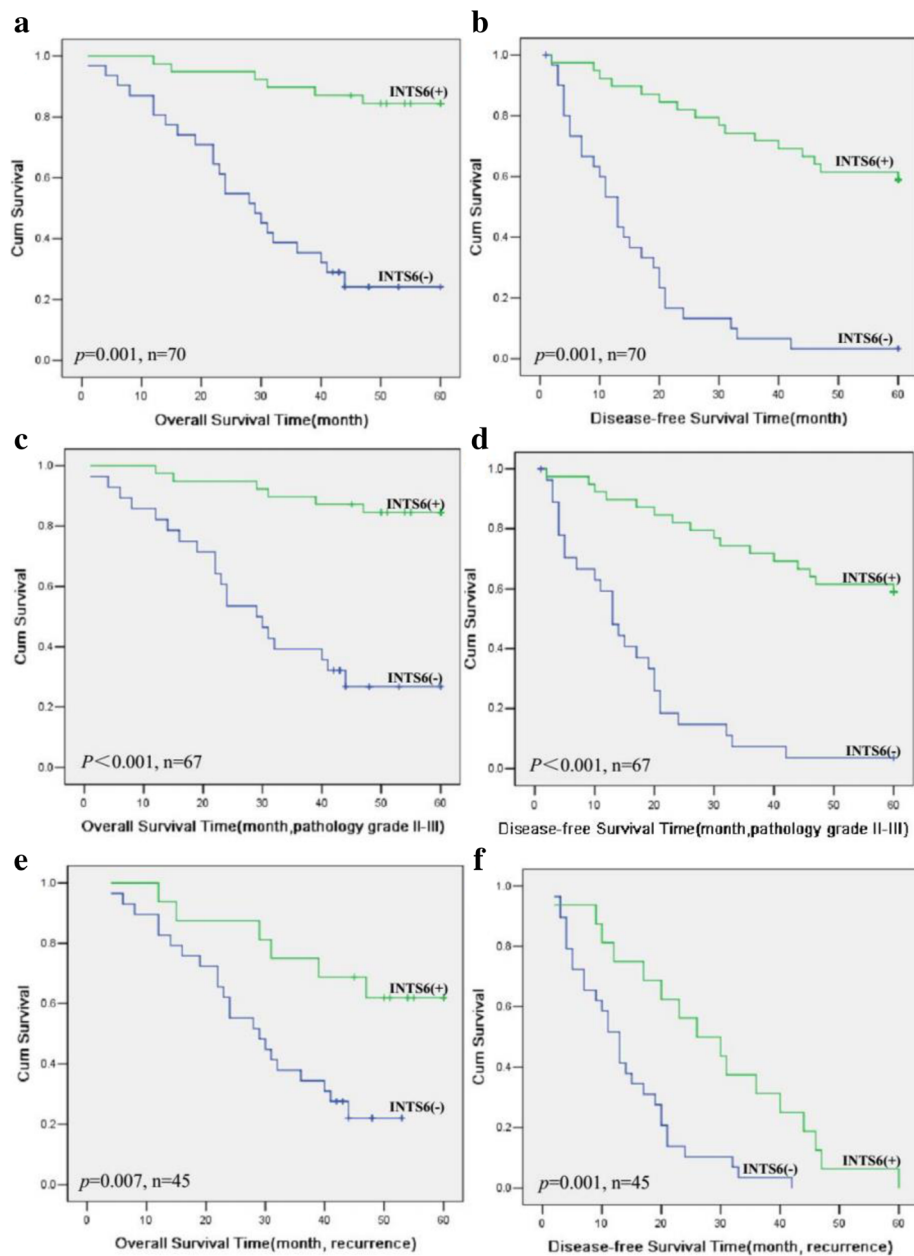 a
Cum Survival
1.0
0.8
0.6
0.4
0.2
0.0
INTS6(+)
INTS6(-)
p=0.001, n=70
0 10 20 30 40 50 60
Overall Survival Time(month)
b
Cum Survival
1.0
0.8
0.6
0.4
0.2
0.0
INTS6(+)
INTS6(-)
p=0.001, n=70
0 10 20 30 40 50 60
Disease-free Survival Time(month)
c
Cum Survival
1.0
0.8
0.6
0.4
0.2
0.0
INTS6(+)
INTS6(-)
P<0.001, n=67
0 10 20 30 40 50 60
Overall Survival Time(month,pathology grade II-III)
d
Cum Survival
1.0
0.8
0.6
0.4
0.2
0.0
INTS6(+)
INTS6(-)
P<0.001, n=67
0 10 20 30 40 50 60
Disease-free Survival Time(month,pathology grade II-III)
e
Cum Survival
1.0
0.8
0.6
0.4
0.2
0.0
INTS6(+)
INTS6(-)
p=0.007, n=45
0 10 20 30 40 50 60
Overall Survival Time(month, recurrence)
f
Cum Survival
1.0
0.8
0.6
0.4
0.2
0.0
INTS6(-)
INTS6(+)
p=0.001, n=45
0 10 20 30 40 50 60
Disease-free Survival Time(month, recurrence)